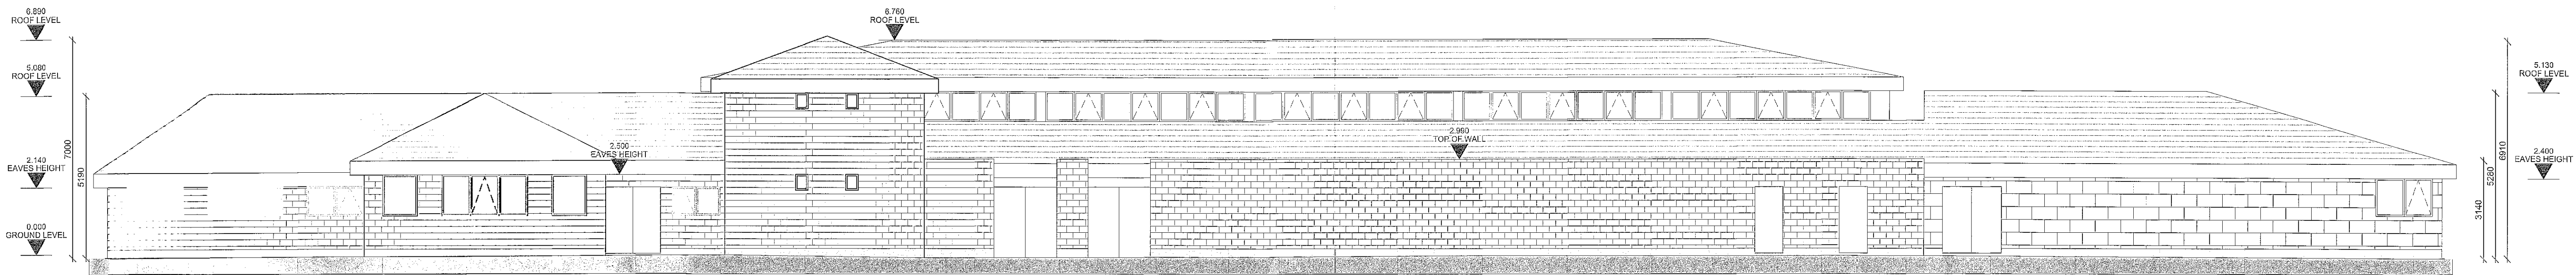 6.890
ROOF LEVEL
5.080
ROOF LEVEL
2.140
EAVES HEIGHT
0.000
GROUND LEVEL
7000
5190
2.500
EAVES HEIGHT
6.760
ROOF LEVEL
2.990
TOP OF WALL
6910
5280
3140
5.130
ROOF LEVEL
2.400
EAVES HEIGHT